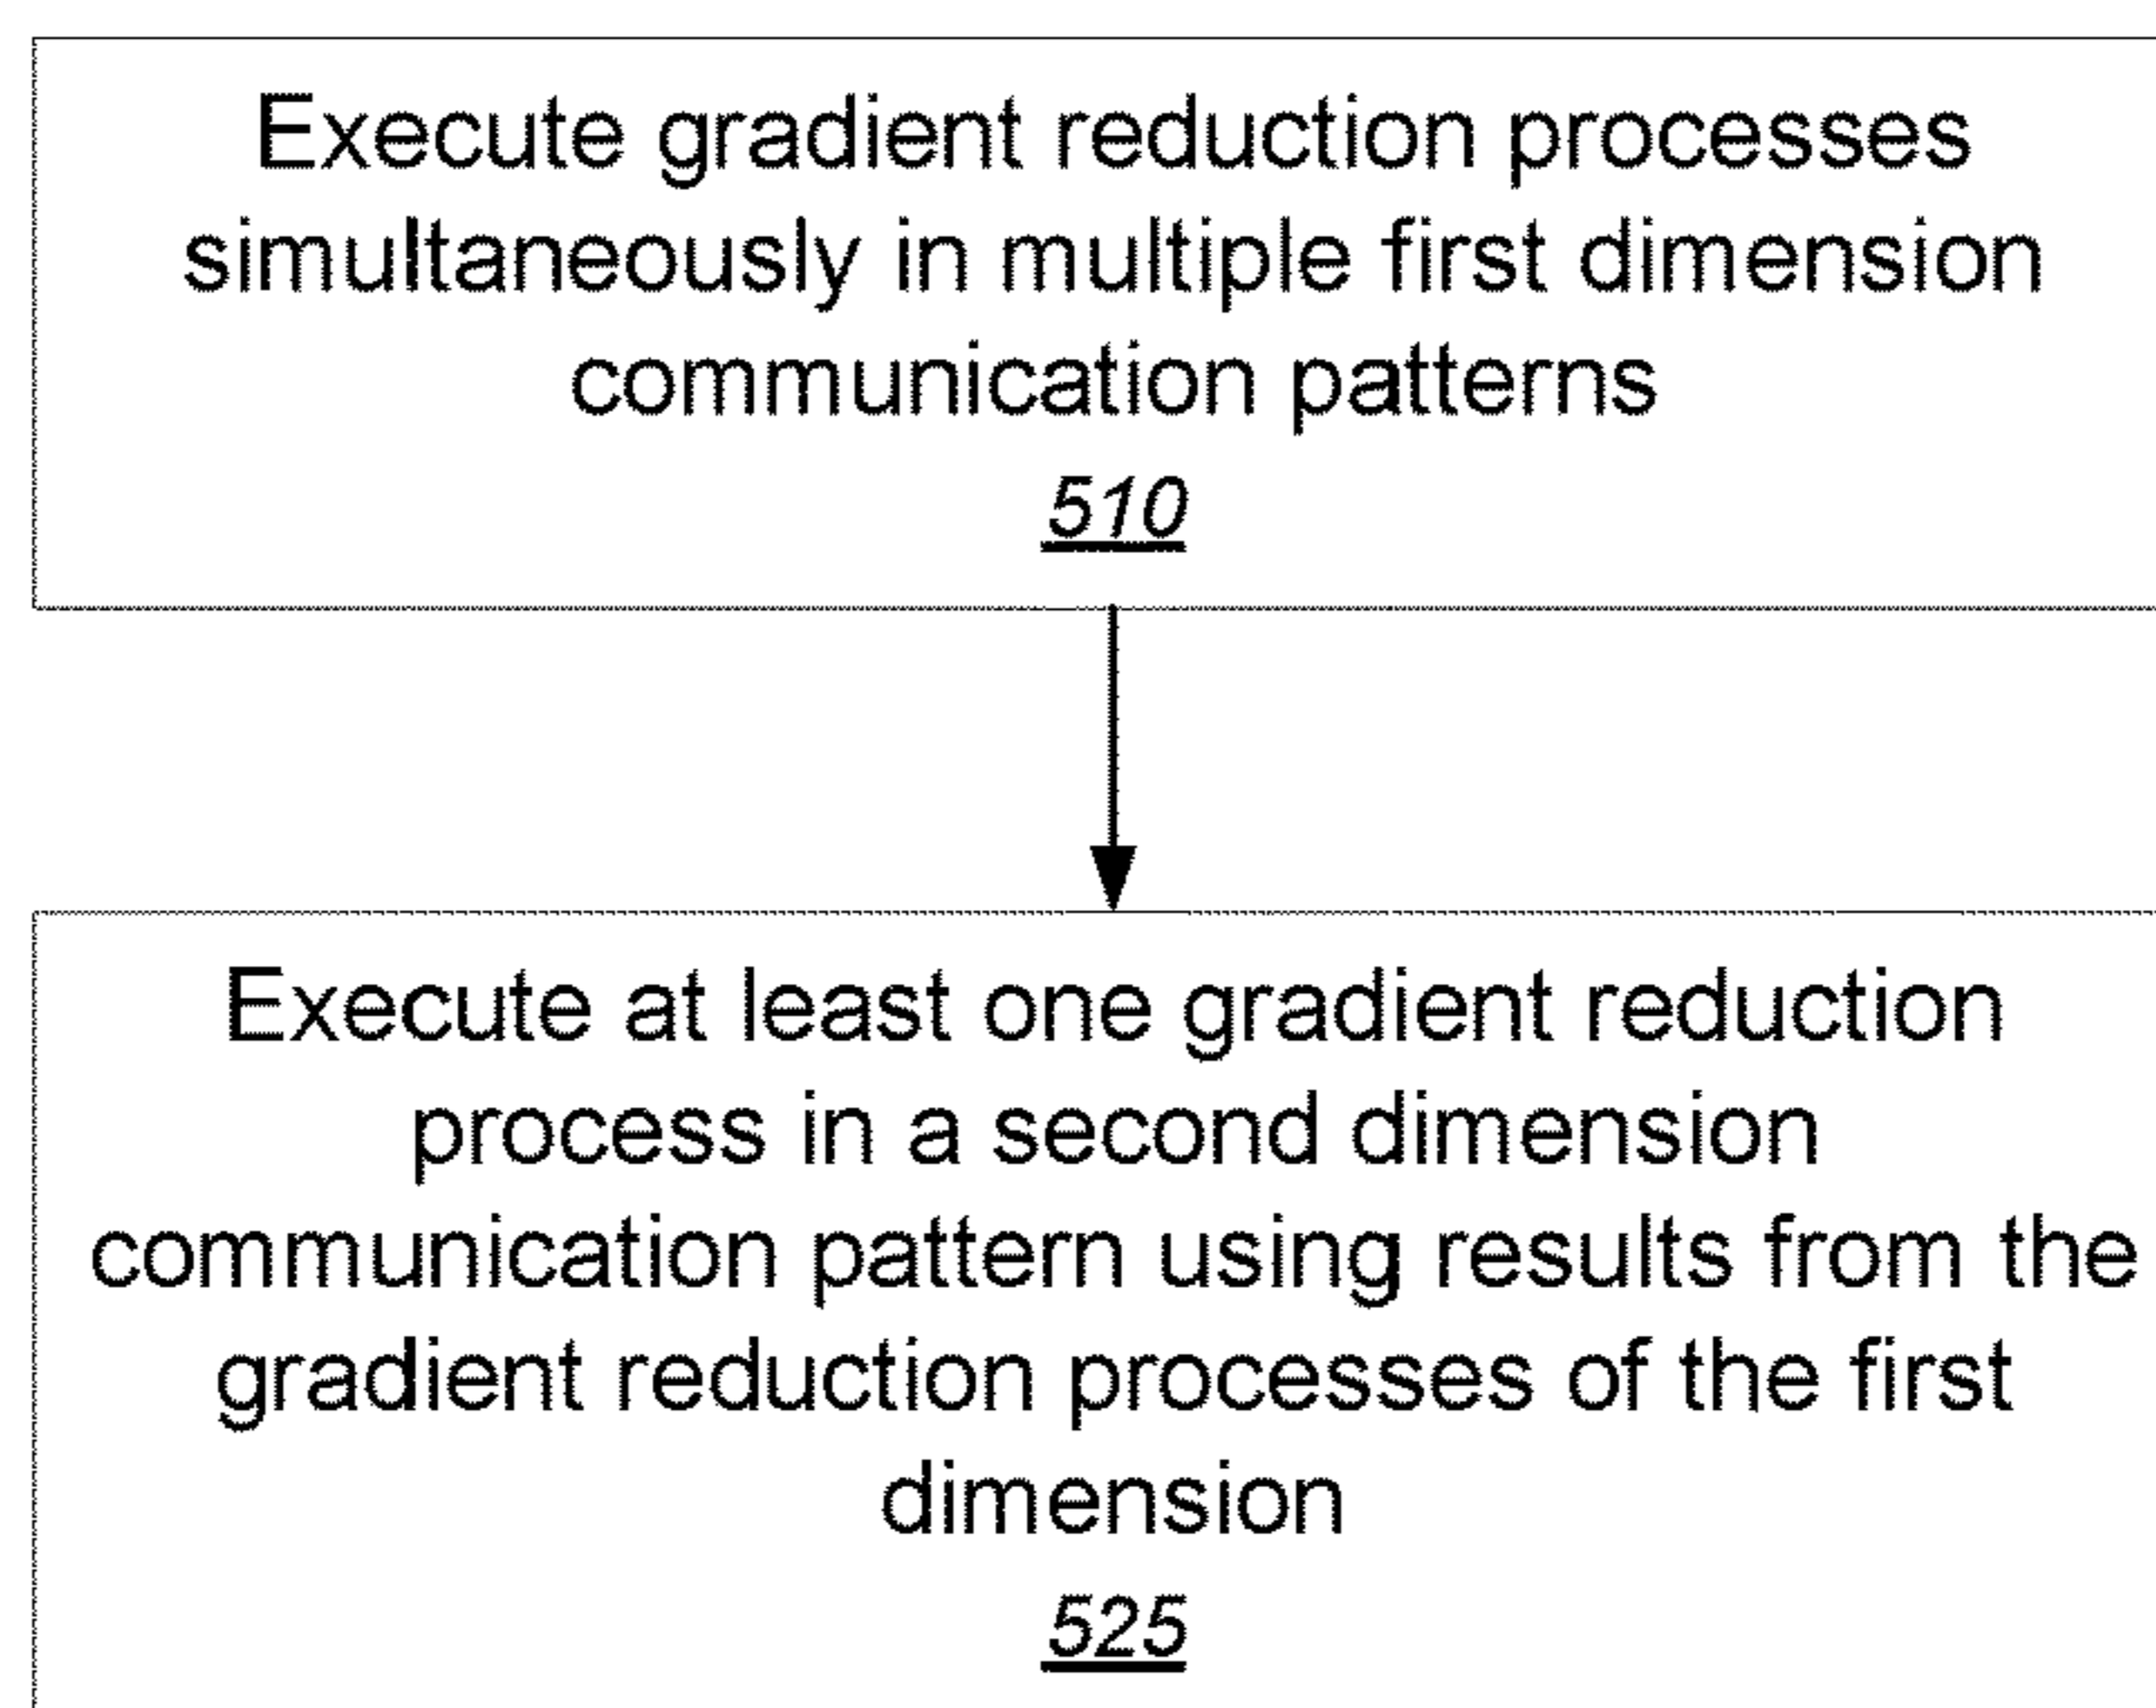 Execute gradient reduction processes
simultaneously in multiple first dimension
communication patterns
510
Execute at least one gradient reduction
process in a second dimension
communication pattern using results from the
gradient reduction processes of the first
dimension
525